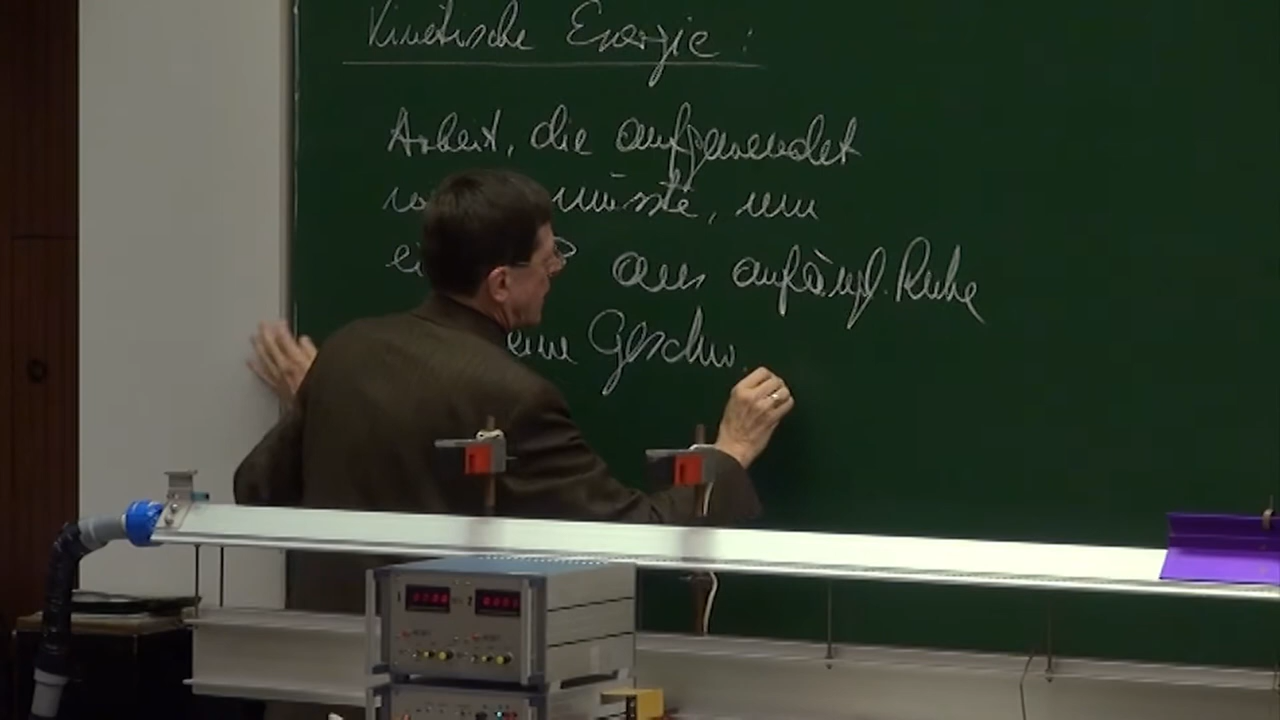 Kinetische Energie:
Arbeit, die aufgewendet
müsste, um
aus anfängl. Ruhe
eine Geschw.